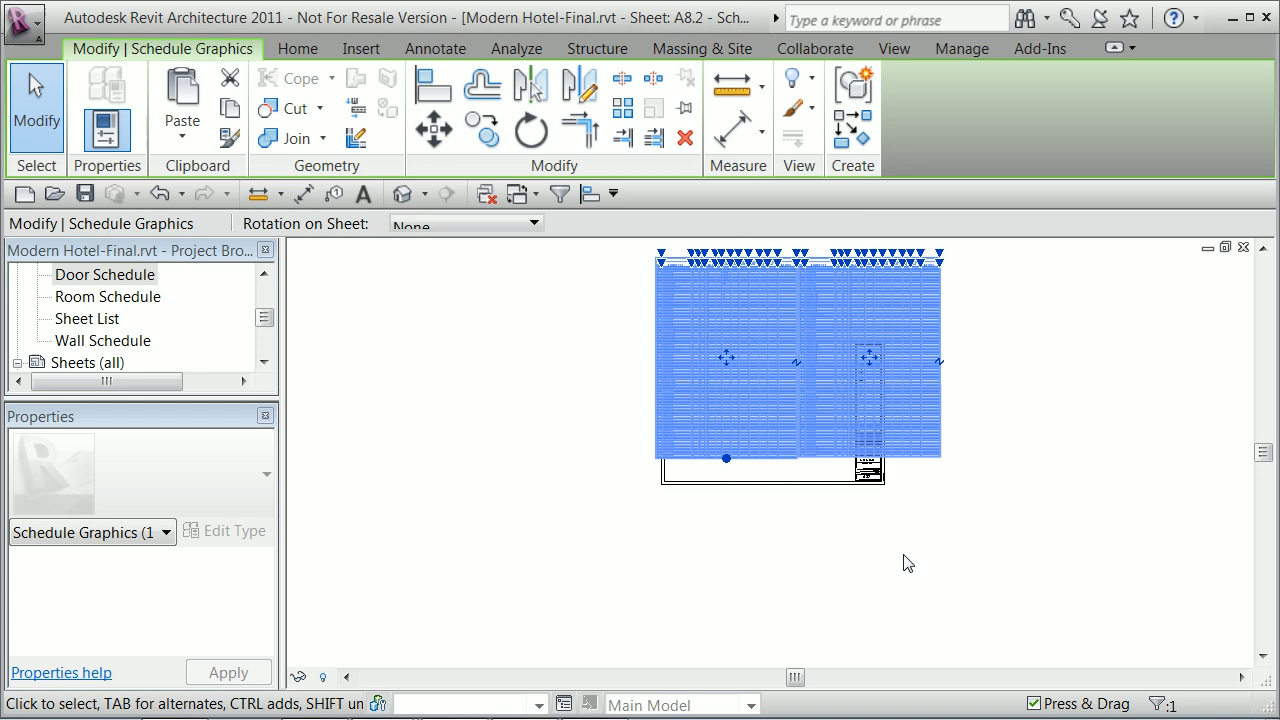 Autodesk Revit Architecture 2011 - Not For Resale Version - [Modern Hotel-Final.rvt - Sheet: A8.2 - Sch...
Type a keyword or phrase
Modify | Schedule Graphics
Home
Insert
Annotate
Analyze
Structure
Massing & Site
Collaborate
View
Manage
Add-Ins
Modify
Paste
Cope
Cut
Join
Select
Properties
Clipboard
Geometry
Modify
Measure
View
Create
Modify | Schedule Graphics
Rotation on Sheet:
None
Modern Hotel-Final.rvt - Project Bro...
Door Schedule
Room Schedule
Sheet List
Wall Schedule
Sheets (all)
Properties
Schedule Graphics (1
Edit Type
Properties help
Apply
Click to select, TAB for alternates, CTRL adds, SHIFT un
Main Model
Press & Drag
:1